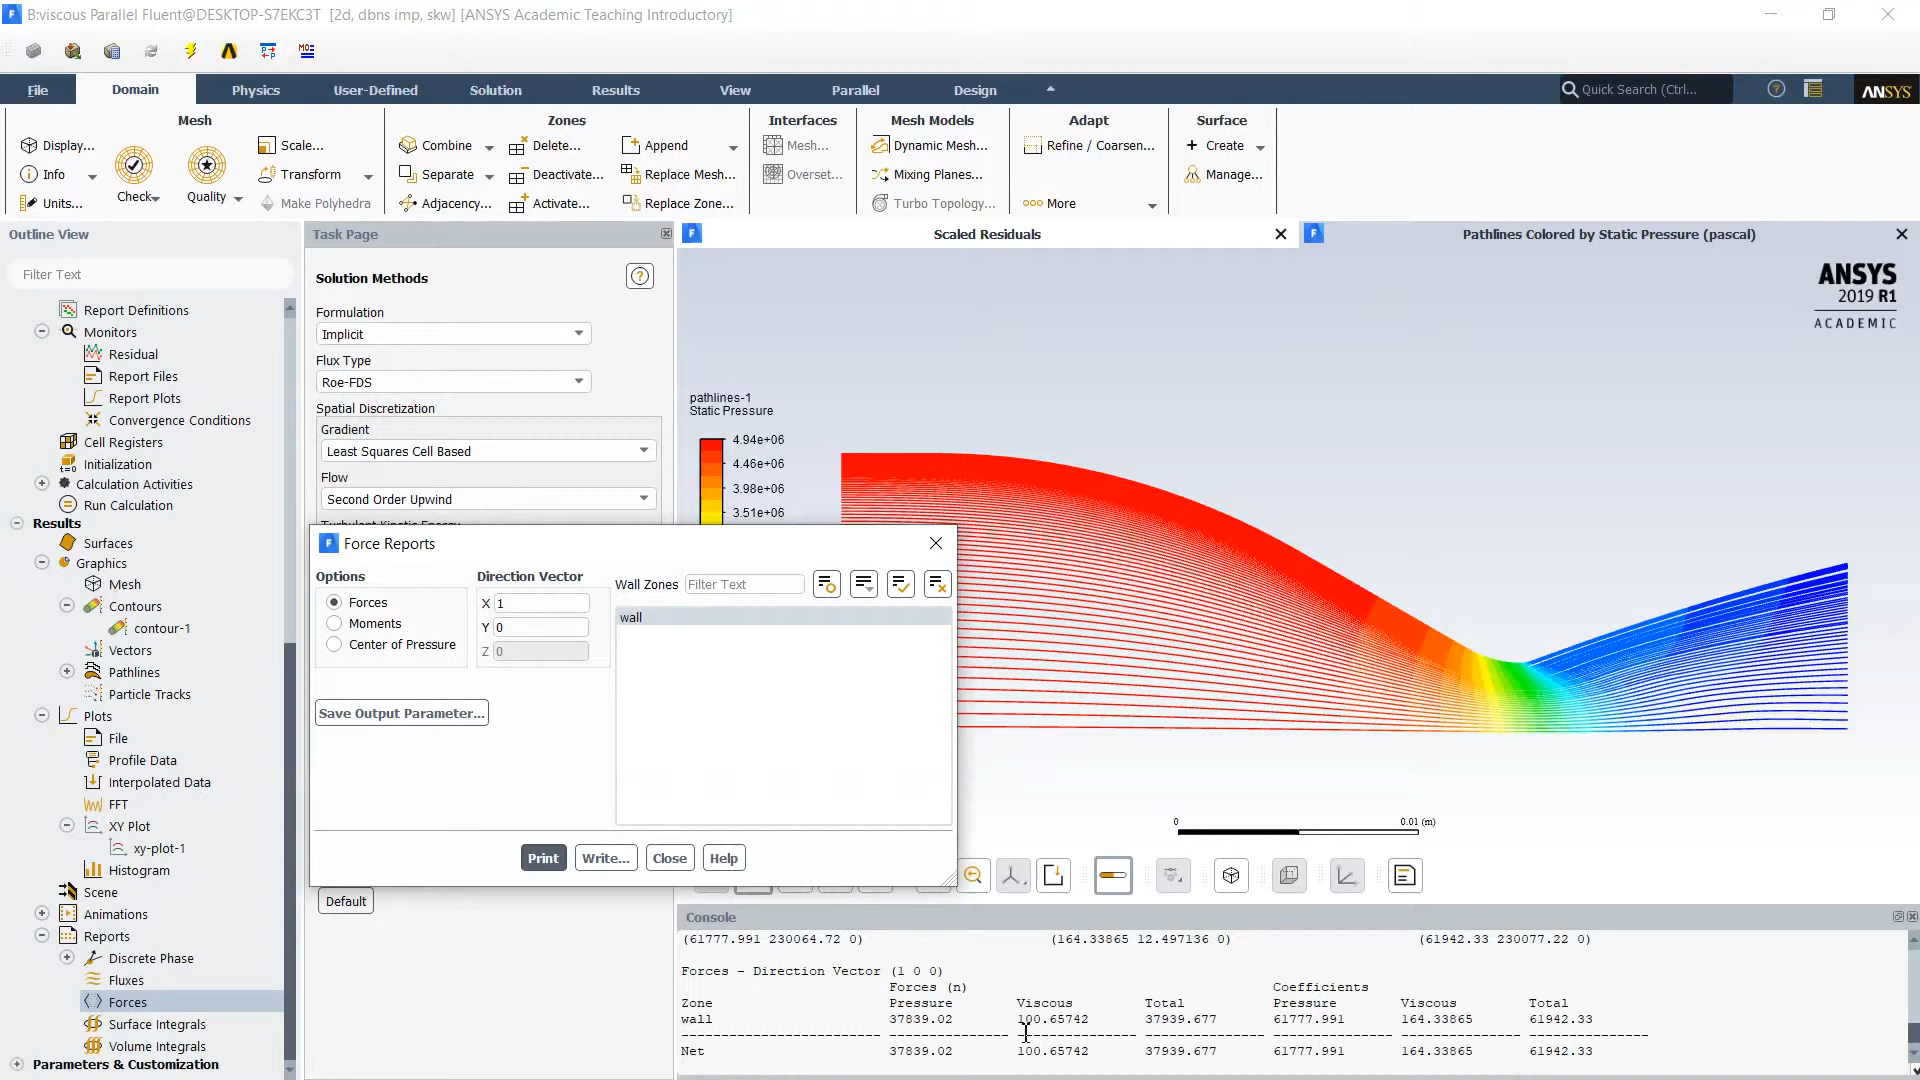 B:viscous Parallel Fluent@DESKTOP-S7EKC3T [2d, dbns imp, skw] [ANSYS Academic Teaching Introductory]
File Domain Physics User-Defined Solution Results View Parallel Design Quick Search (Ctrl... ANSYS
Mesh Zones Interfaces Mesh Models Adapt Surface
Display... Scale... Combine Delete... Append Mesh... Dynamic Mesh... Refine / Coarsen... Create
Info Check Quality Transform Separate Deactivate... Replace Mesh... Overset... Mixing Planes... Manage...
Units... Make Polyhedra Adjacency... Activate... Replace Zone... Turbo Topology... More
Outline View
Filter Text
Report Definitions
Monitors
Residual
Report Files
Report Plots
Convergence Conditions
Cell Registers
Initialization
Calculation Activities
Run Calculation
Results
Surfaces
Graphics
Mesh
Contours
contour-1
Vectors
Pathlines
Particle Tracks
Plots
File
Profile Data
Interpolated Data
FFT
XY Plot
xy-plot-1
Histogram
Scene
Animations
Reports
Discrete Phase
Fluxes
Forces
Surface Integrals
Volume Integrals
Parameters & Customization
Task Page
Solution Methods
Formulation
Implicit
Flux Type
Roe-FDS
Spatial Discretization
Gradient
Least Squares Cell Based
Flow
Second Order Upwind
Turbulent Kinetic Energy
Default
Scaled Residuals
Pathlines Colored by Static Pressure (pascal)
ANSYS
2019 R1
ACADEMIC
pathlines-1
Static Pressure
4.94e+06
4.46e+06
3.98e+06
3.51e+06
0 0.01 (m)
Force Reports
Options
Forces
Moments
Center of Pressure
Direction Vector
X 1
Y 0
Z 0
Wall Zones Filter Text
wall
Save Output Parameter...
Print Write... Close Help
Console
(61777.991 230064.72 0) (164.33865 12.497136 0) (61942.33 230077.22 0)
Forces - Direction Vector (1 0 0)
Forces (n) Coefficients
Zone Pressure Viscous Total Pressure Viscous Total
wall 37839.02 100.65742 37939.677 61777.991 164.33865 61942.33
Net 37839.02 100.65742 37939.677 61777.991 164.33865 61942.33